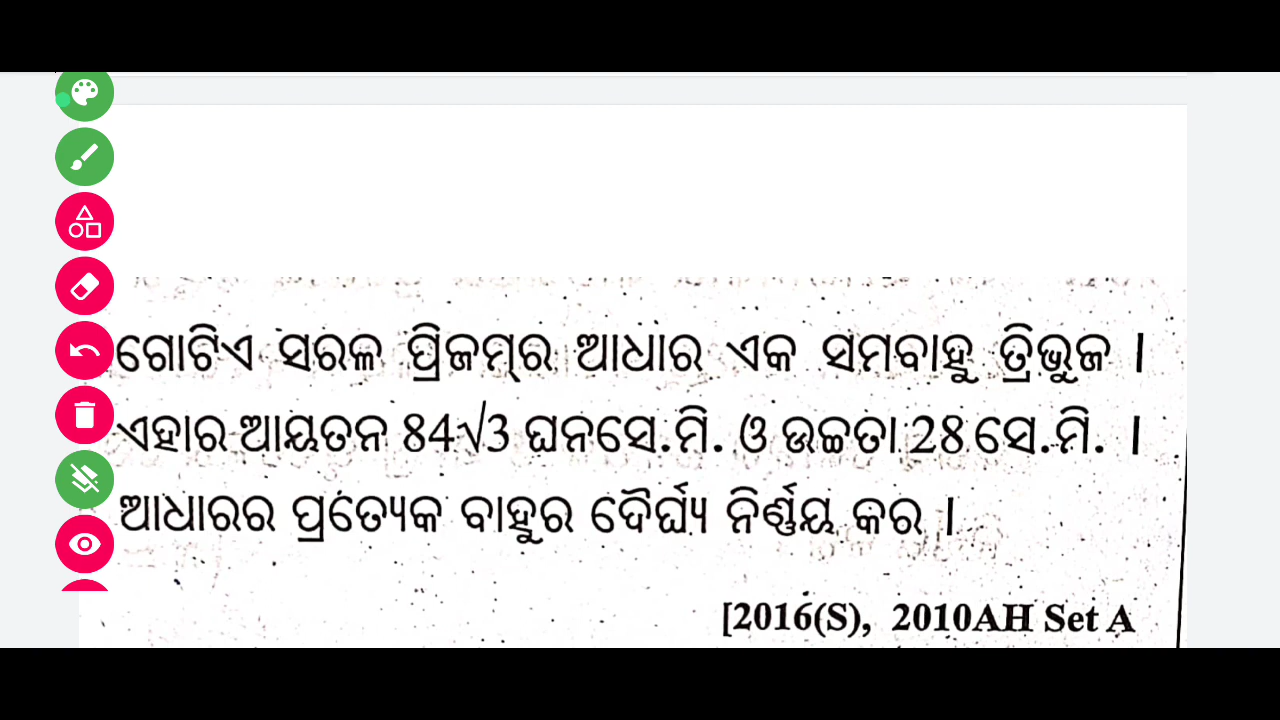 ଗୋଟିଏ ସରଳ ପ୍ରିଜମ୍‌ର ଆଧାର ଏକ ସମବାହୁ ତ୍ରିଭୁଜ ।
ଏହାର ଆୟତନ 84√3 ଘନସେ.ମି. ଓ ଉଚ୍ଚତା 28 ସେ.ମି. ।
ଆଧାରର ପ୍ରତ୍ୟେକ ବାହୁର ଦୈର୍ଘ୍ୟ ନିର୍ଣ୍ଣୟ କର ।
[2016(S), 2010AH Set A